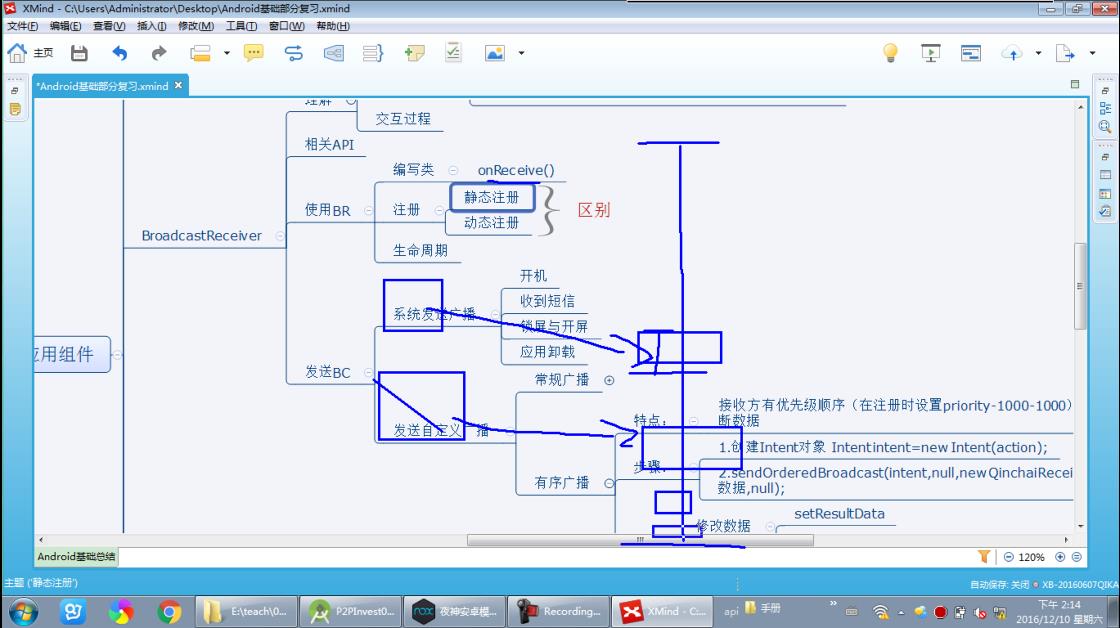 XMind - C:\Users\Administrator\Desktop\Android基础部分复习.xmind
文件(F) 编辑(E) 查看(V) 插入(I) 修改(M) 工具(T) 窗口(W) 帮助(H)
主页
*Android基础部分复习.xmind
理解
交互过程
相关API
编写类
onReceive()
使用BR
注册
静态注册
动态注册
区别
生命周期
BroadcastReceiver
应用组件
系统发送广播
开机
收到短信
锁屏与开屏
应用卸载
发送BC
常规广播
发送自定义广播
特点:
接收方有优先级顺序（在注册时设置priority-1000-1000）
断数据
步骤:
1.创建Intent对象 Intentintent=new Intent(action);
2.sendOrderedBroadcast(intent,null,new QinchaiRecei
数据,null);
有序广播
修改数据
setResultData
Android基础总结
120%
主题 ('静态注册')
自动保存: 关闭
XB-20160607QIKA
E:\teach\0...
P2PInvest0...
夜神安卓模...
Recording...
XMind - C:...
api
手册
下午 2:14
2016/12/10 星期六